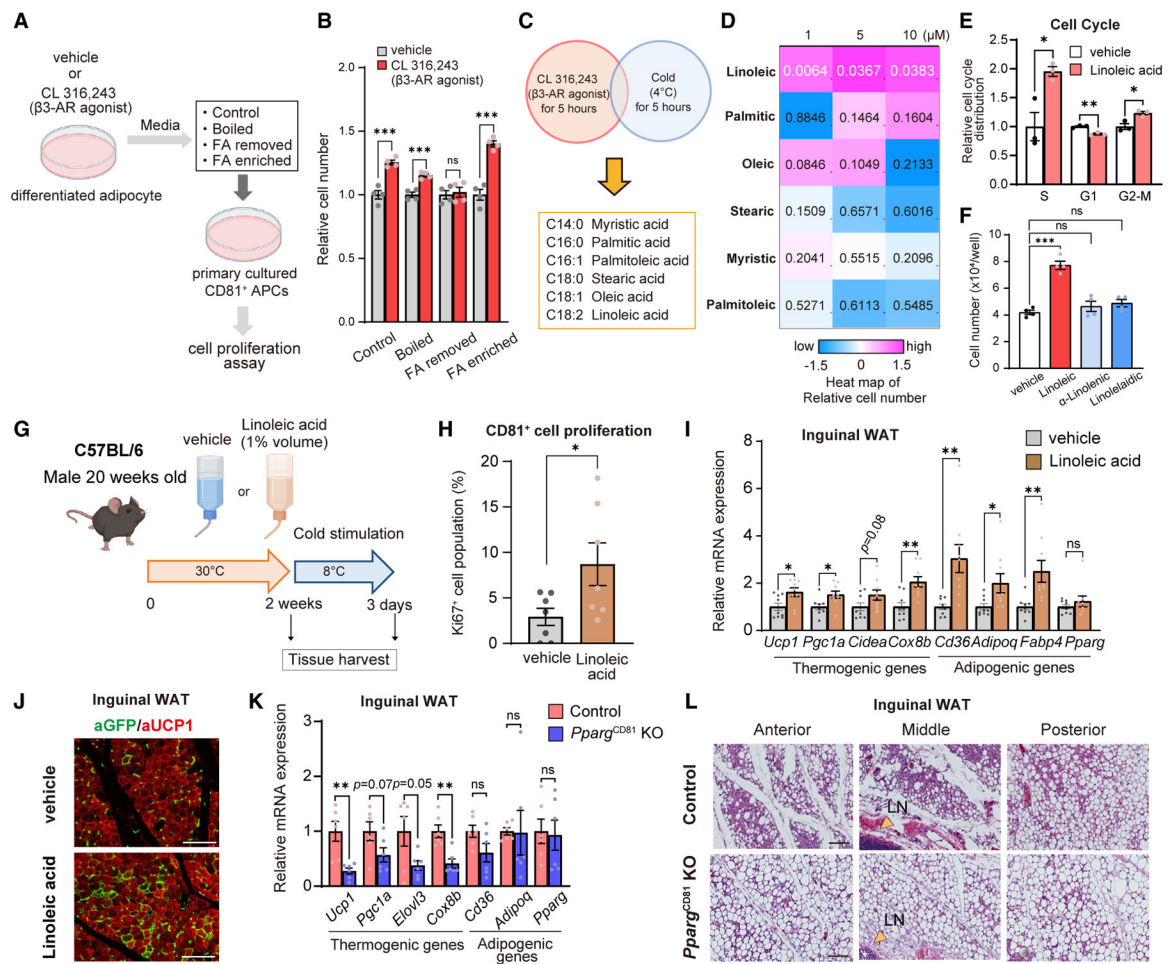 A
vehicle
or
CL 316,243
(β3-AR agonist)
Media
• Control
• Boiled
• FA removed
• FA enriched
differentiated adipocyte
primary cultured
CD81⁺ APCs
cell proliferation
assay
B
vehicle
CL 316,243
(β3-AR agonist)
Relative cell number
2.0
1.5
1.0
0.5
0.0
***
***
ns
***
Control
Boiled
FA removed
FA enriched
C
CL 316,243
(β3-AR agonist)
for 5 hours
Cold
(4°C)
for 5 hours
C14:0 Myristic acid
C16:0 Palmitic acid
C16:1 Palmitoleic acid
C18:0 Stearic acid
C18:1 Oleic acid
C18:2 Linoleic acid
D
1 5 10 (μM)
Linoleic 0.0064 0.0367 0.0383
Palmitic 0.8846 0.1464 0.1604
Oleic 0.0846 0.1049 0.2133
Stearic 0.1509 0.6571 0.6016
Myristic 0.2041 0.5515 0.2096
Palmitoleic 0.5271 0.6113 0.5485
low high
-1.5 0 1.5
Heat map of
Relative cell number
E
Cell Cycle
vehicle
Linoleic acid
Relative cell cycle
distribution
2.5
2.0
1.5
1.0
0.5
0.0
*
**
*
S G1 G2-M
F
Cell number (x10⁴/well)
10
8
6
4
2
0
ns
ns
***
vehicle
Linoleic
α-Linolenic
Linolelaidic
G
C57BL/6
Male 20 weeks old
vehicle
or
Linoleic acid
(1% volume)
Cold stimulation
30°C
8°C
0 2 weeks 3 days
Tissue harvest
H
CD81⁺ cell proliferation
Ki67⁺ cell population (%)
20
15
10
5
0
*
vehicle
Linoleic
acid
I
Inguinal WAT
vehicle
Linoleic acid
Relative mRNA expression
8
6
4
2
0
*
*
p=0.08
**
**
*
**
ns
Ucp1 Pgc1a Cidea Cox8b Cd36 Adipoq Fabp4 Pparg
Thermogenic genes
Adipogenic genes
J
Inguinal WAT
aGFP/aUCP1
vehicle
Linoleic acid
K
Inguinal WAT
Control
Pparg^CD81 KO
Relative mRNA expression
3
2
1
0
**
p=0.07
p=0.05
**
ns
ns
ns
Ucp1
Pgc1a
Elovl3
Cox8b
Cd36
Adipoq
Pparg
Thermogenic genes
Adipogenic
genes
L
Inguinal WAT
Anterior Middle Posterior
Control
LN
Pparg^CD81 KO
LN